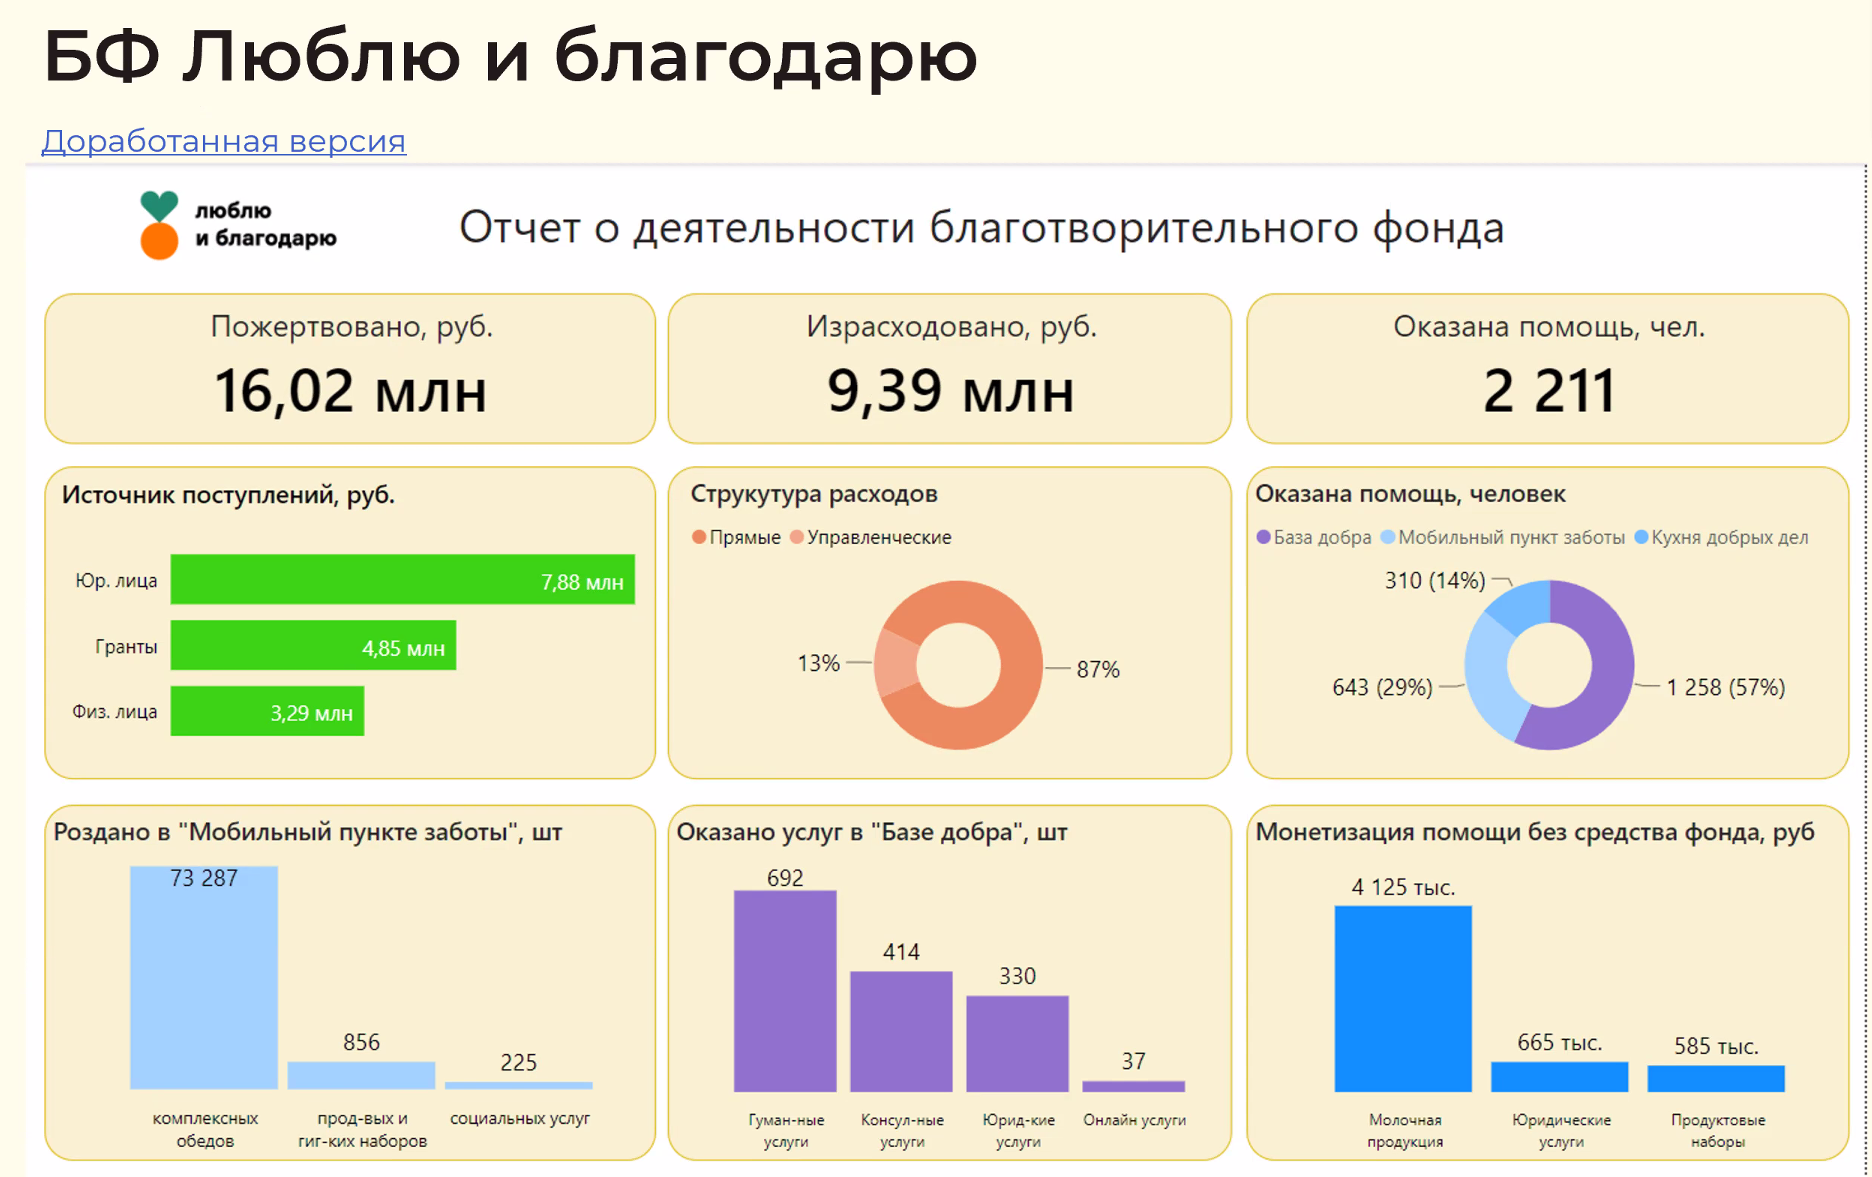 БФ Люблю и благодарю
Доработанная версия
люблю
и благодарю
Отчет о деятельности благотворительного фонда
Пожертвовано, руб.
16,02 млн
Израсходовано, руб.
9,39 млн
Оказана помощь, чел.
2 211
Источник поступлений, руб.
Юр. лица
7,88 млн
Гранты
4,85 млн
Физ. лица
3,29 млн
Струкутура расходов
Прямые Управленческие
13%
87%
Оказана помощь, человек
База добра Мобильный пункт заботы Кухня добрых дел
310 (14%)
643 (29%)
1 258 (57%)
Роздано в "Мобильный пункте заботы", шт
73 287
856
225
комплексных
обедов
прод-вых и
гиг-ких наборов
социальных услуг
Оказано услуг в "Базе добра", шт
692
414
330
37
Гуман-ные
услуги
Консул-ные
услуги
Юрид-кие
услуги
Онлайн услуги
Монетизация помощи без средства фонда, руб
4 125 тыс.
665 тыс.
585 тыс.
Молочная
продукция
Юридические
услуги
Продуктовые
наборы